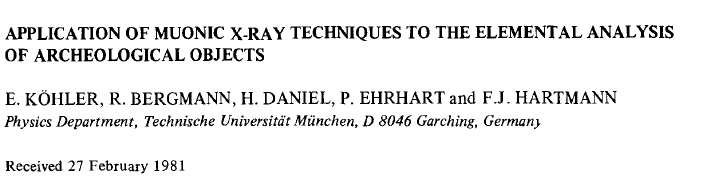 APPLICATION OF MUONIC X-RAY TECHNIQUES TO THE ELEMENTAL ANALYSIS
OF ARCHEOLOGICAL OBJECTS
E. KÖHLER, R. BERGMANN, H. DANIEL, P. EHRHART and F.J. HARTMANN
Physics Department, Technische Universität München, D 8046 Garching, Germany
Received 27 February 1981